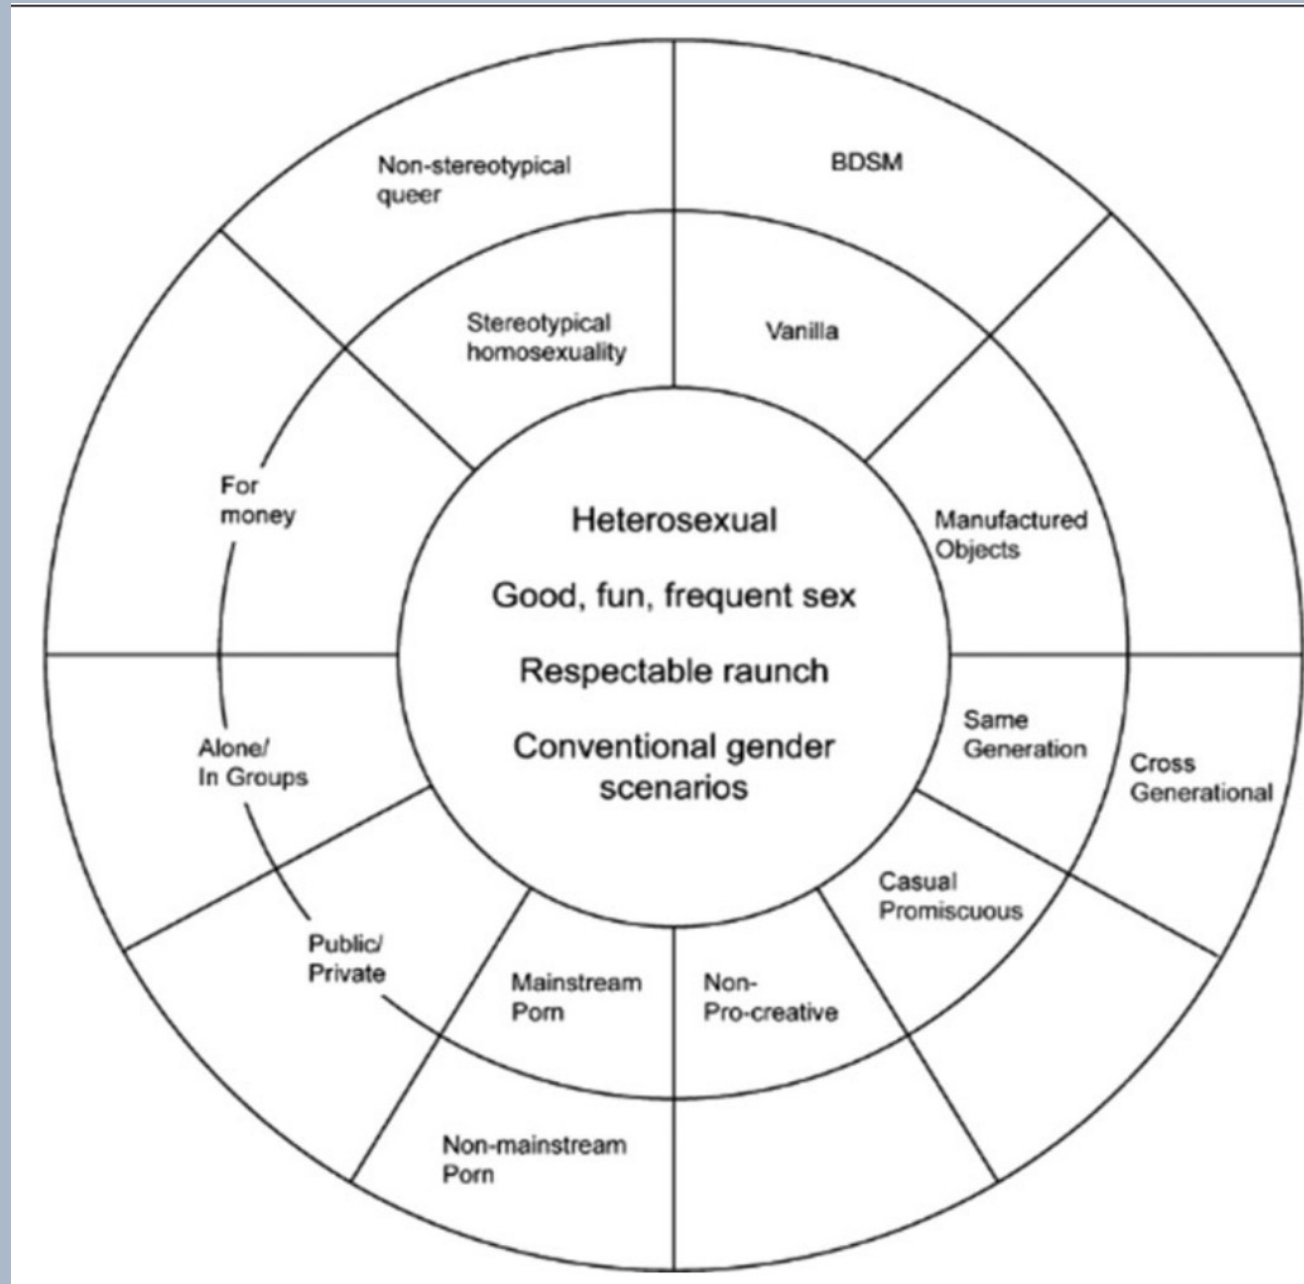 Non-stereotypical
queer
BDSM
Stereotypical
homosexuality
Vanilla
For
money
Manufactured
Objects
Heterosexual
Good, fun, frequent sex
Respectable raunch
Conventional gender
scenarios
Same
Generation
Cross
Generational
Alone/
In Groups
Casual
Promiscuous
Public/
Private
Mainstream
Porn
Non-
Pro-creative
Non-mainstream
Porn